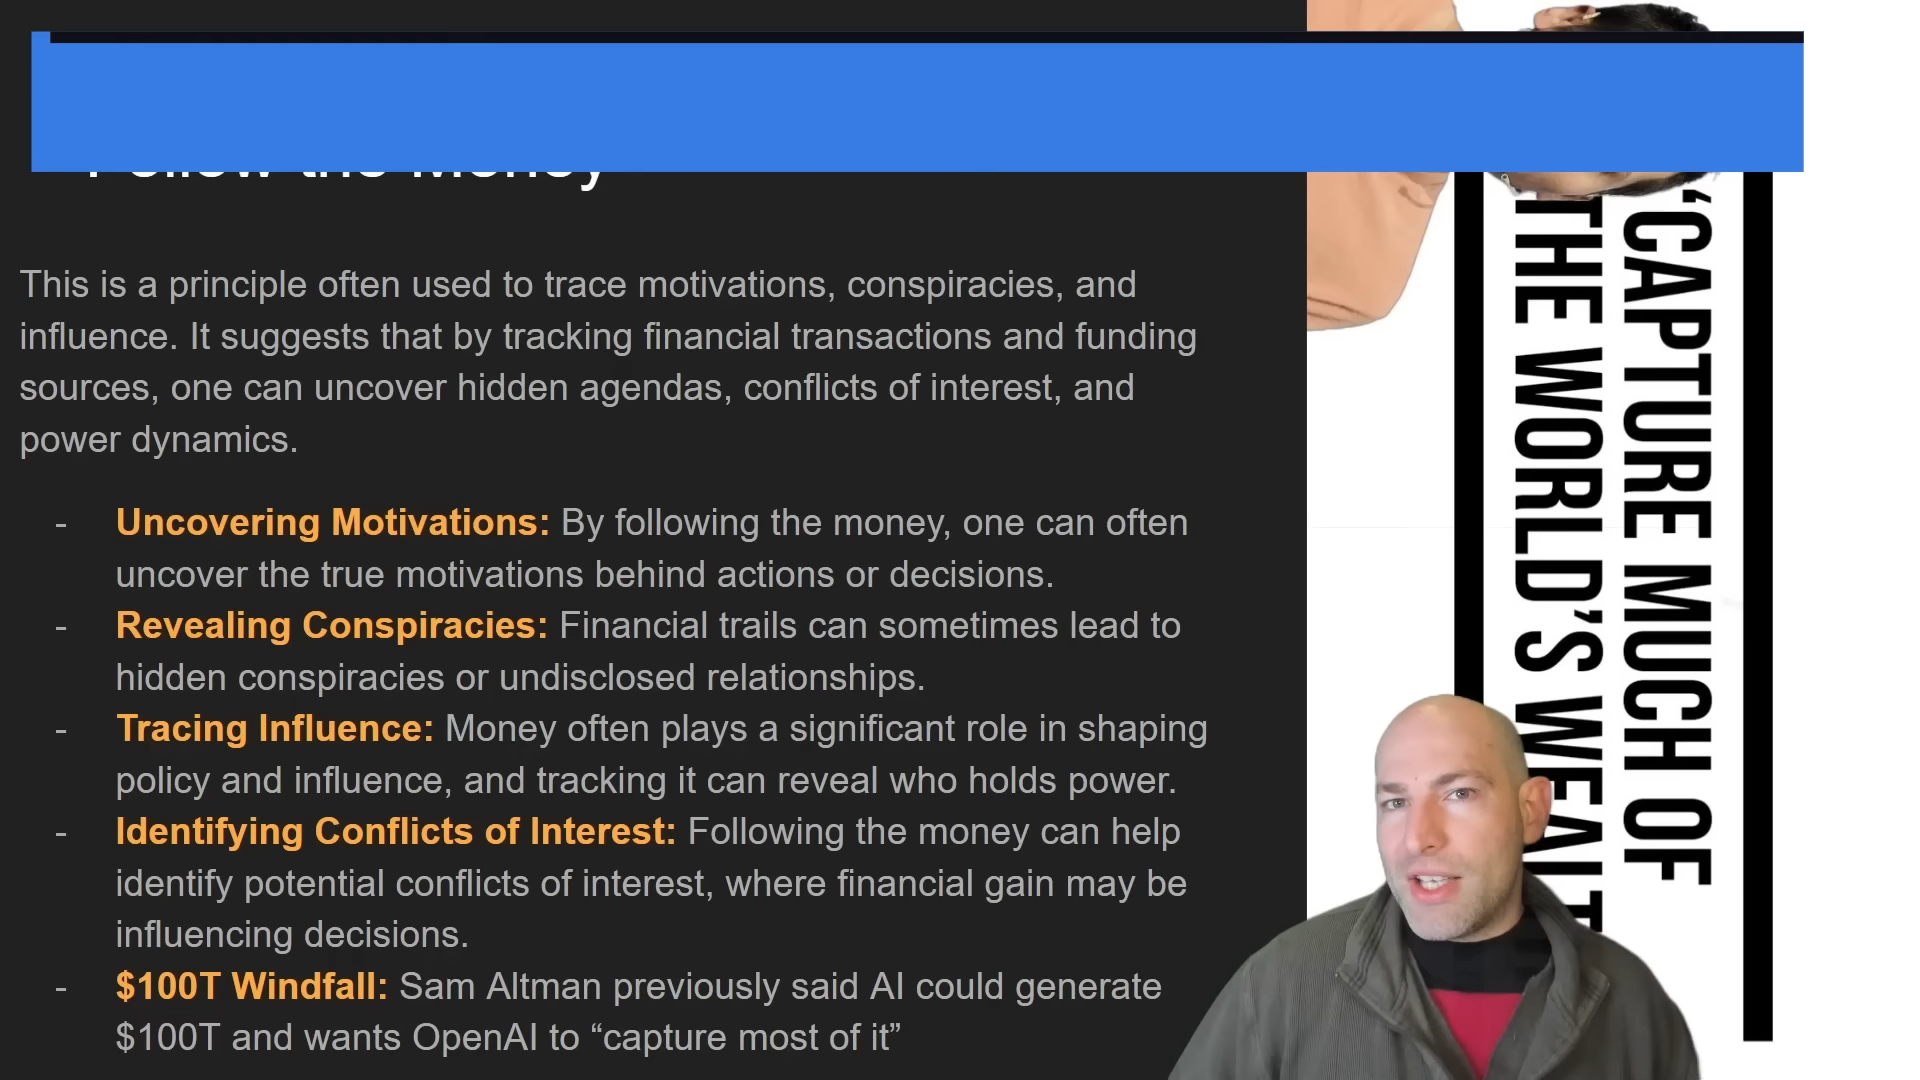 Follow the Money
This is a principle often used to trace motivations, conspiracies, and
influence. It suggests that by tracking financial transactions and funding
sources, one can uncover hidden agendas, conflicts of interest, and
power dynamics.
- Uncovering Motivations: By following the money, one can often
uncover the true motivations behind actions or decisions.
- Revealing Conspiracies: Financial trails can sometimes lead to
hidden conspiracies or undisclosed relationships.
- Tracing Influence: Money often plays a significant role in shaping
policy and influence, and tracking it can reveal who holds power.
- Identifying Conflicts of Interest: Following the money can help
identify potential conflicts of interest, where financial gain may be
influencing decisions.
- $100T Windfall: Sam Altman previously said AI could generate
$100T and wants OpenAI to “capture most of it”
“CAPTURE MUCH OF
THE WORLD’S